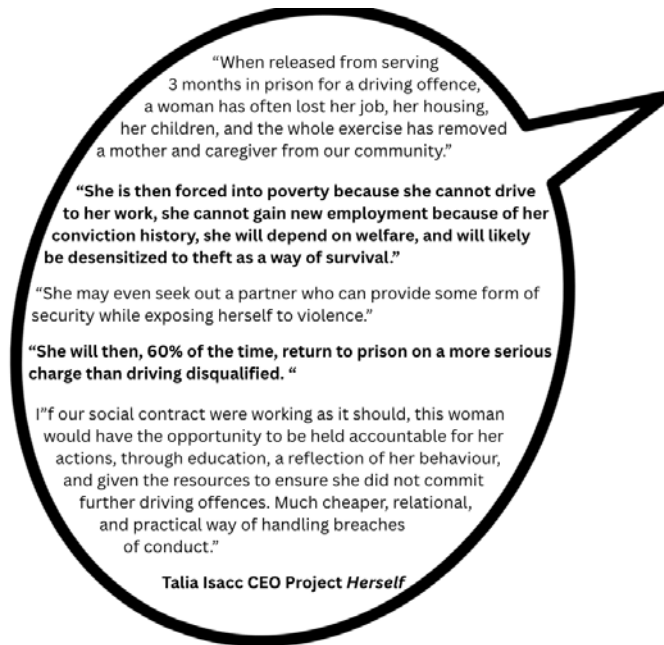 “When released from serving
3 months in prison for a driving offence,
a woman has often lost her job, her housing,
her children, and the whole exercise has removed
a mother and caregiver from our community.”
“She is then forced into poverty because she cannot drive
to her work, she cannot gain new employment because of her
conviction history, she will depend on welfare, and will likely
be desensitized to theft as a way of survival.”
“She may even seek out a partner who can provide some form of
security while exposing herself to violence.”
“She will then, 60% of the time, return to prison on a more serious
charge than driving disqualified. “
I”f our social contract were working as it should, this woman
would have the opportunity to be held accountable for her
actions, through education, a reflection of her behaviour,
and given the resources to ensure she did not commit
further driving offences. Much cheaper, relational,
and practical way of handling breaches
of conduct.”
Talia Isacc CEO Project Herself